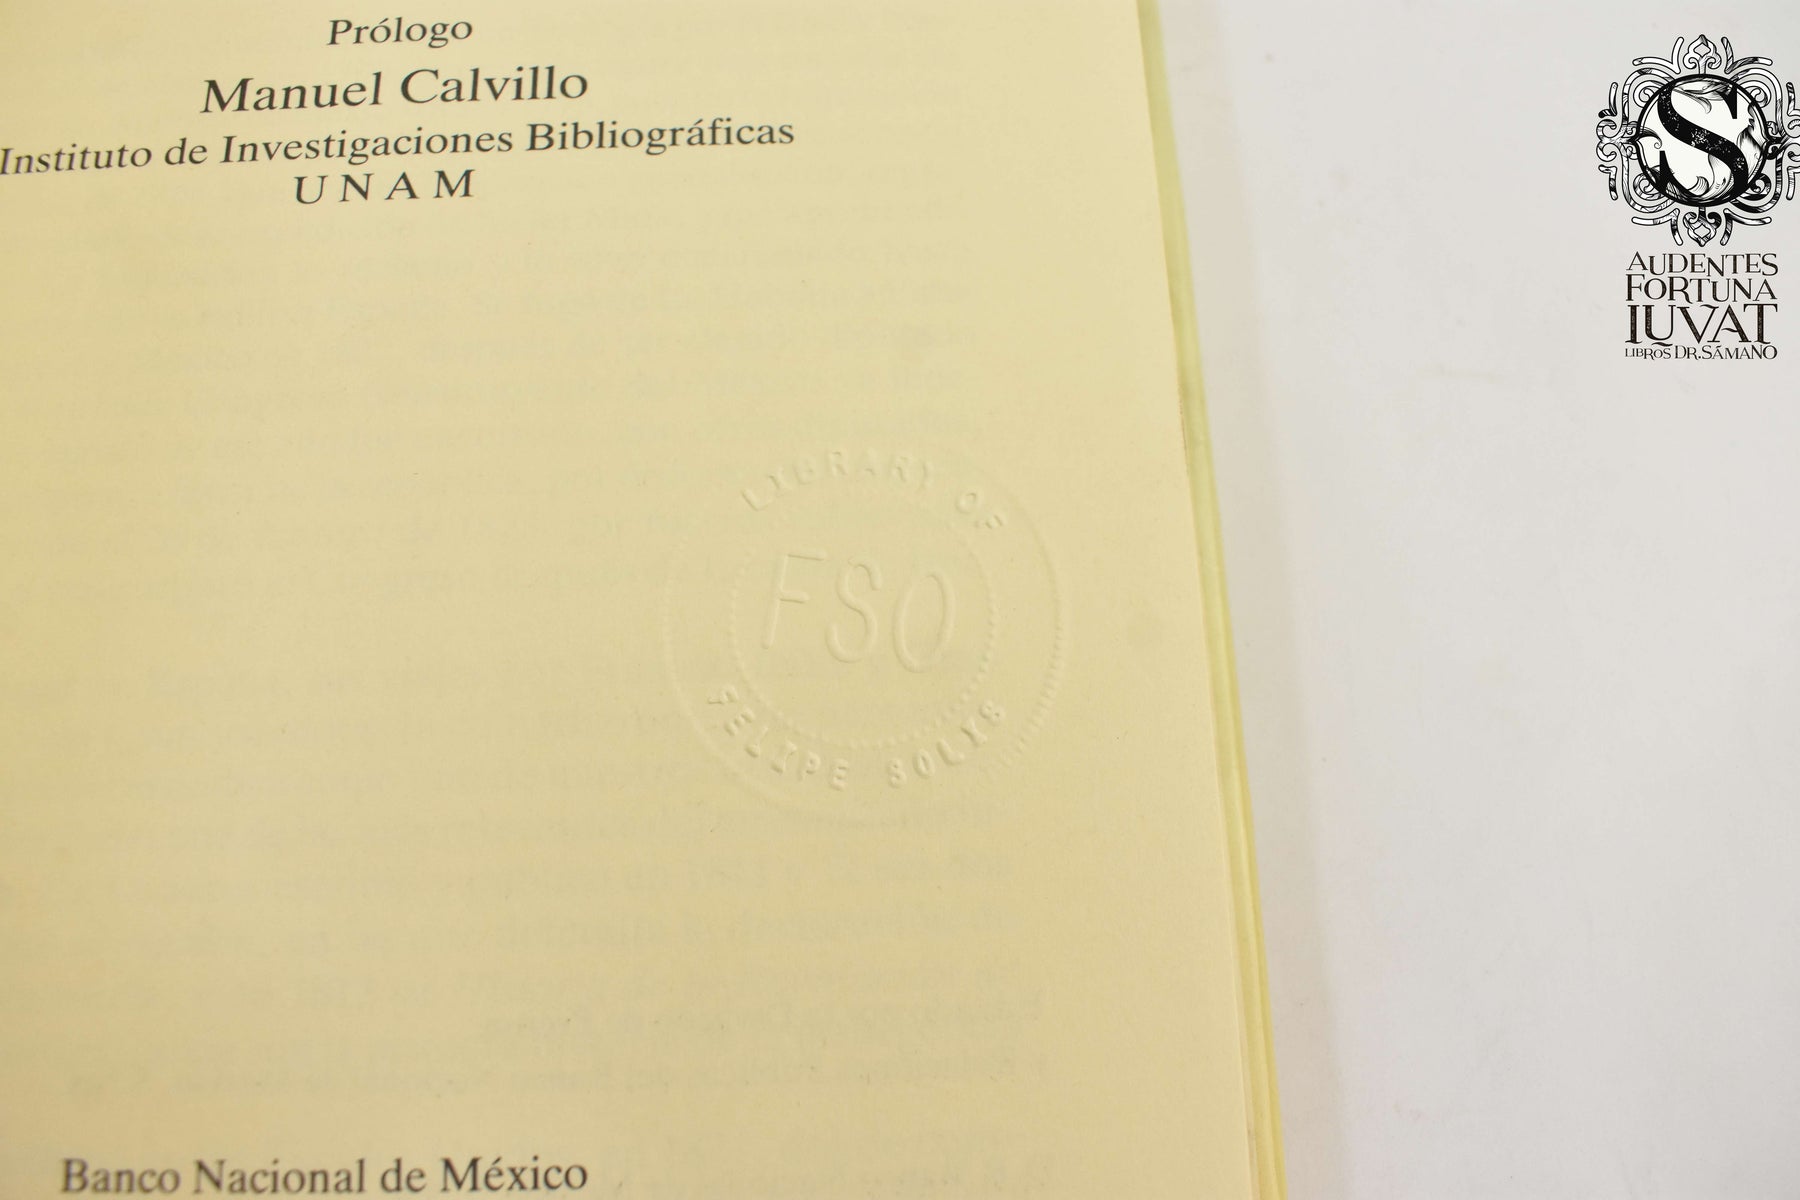 Prólogo
Manuel Calvillo
Instituto de Investigaciones Bibliográficas
UNAM
LIBRARY OF
FSO
FELIPE SOLYS
Banco Nacional de México
S
AUDENTES
FORTUNA
IUVAT
LIBROS DR. SÁMANO